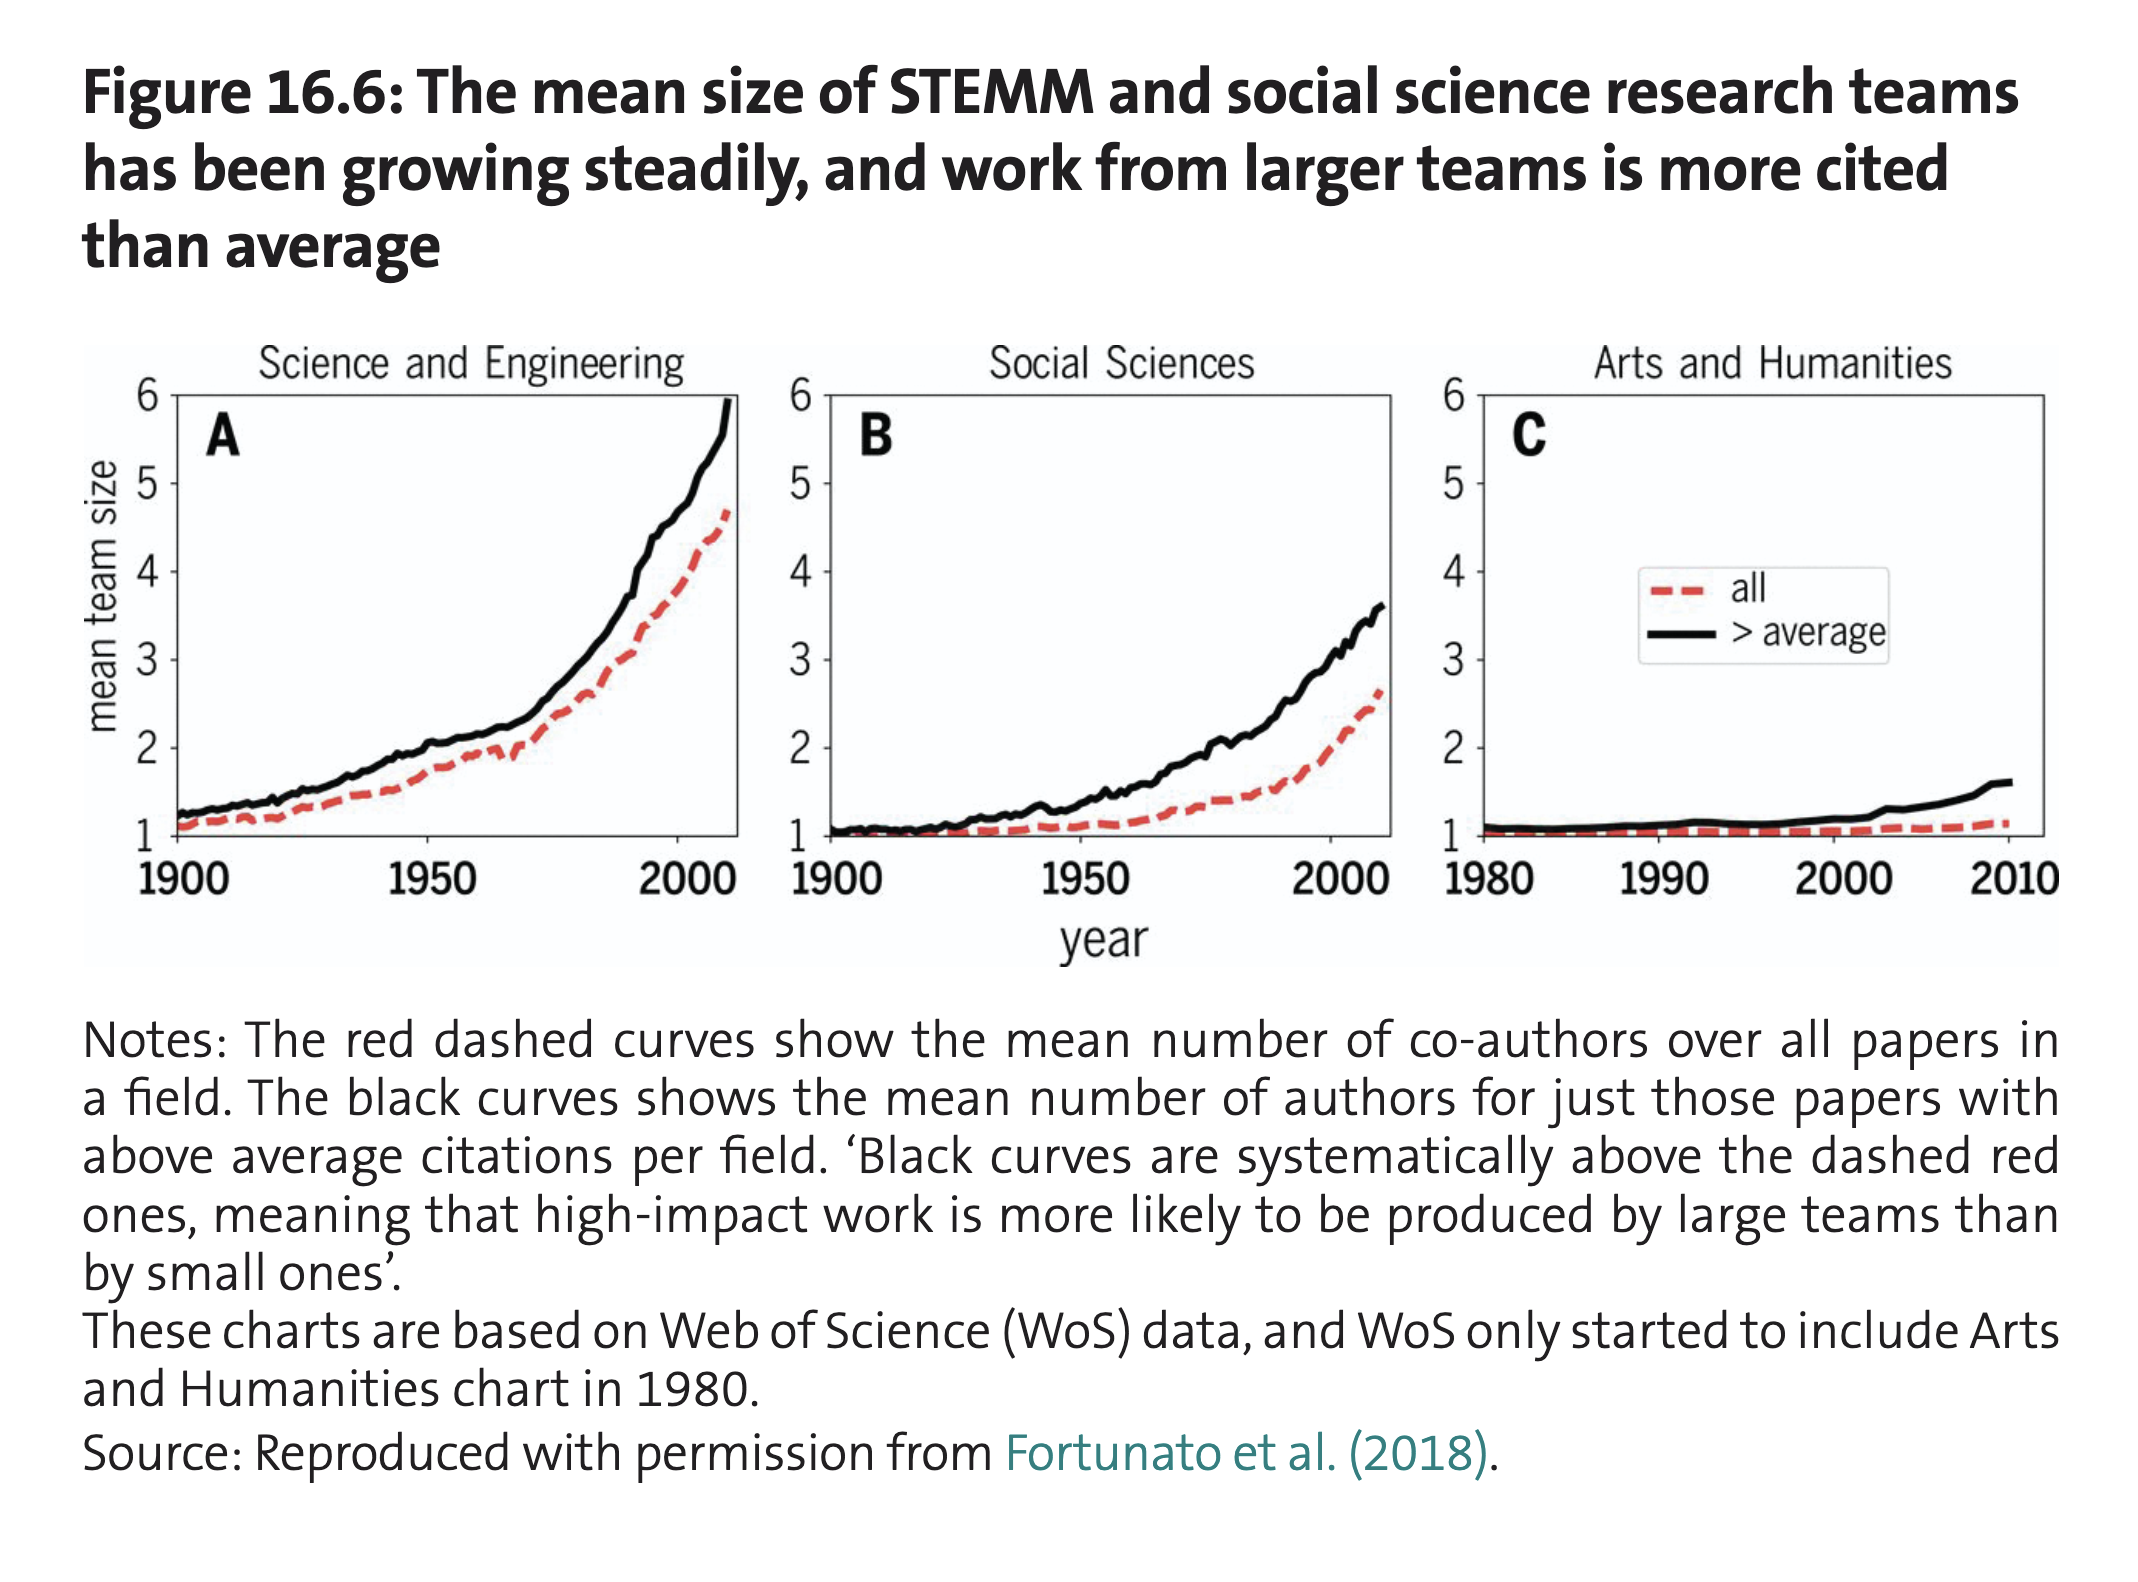 Figure 16.6: The mean size of STEMM and social science research teams
has been growing steadily, and work from larger teams is more cited
than average
Science and Engineering
Social Sciences
Arts and Humanities
mean team size
6
5
4
3
2
1
A
1900
1950
2000
6
5
4
3
2
1
B
1900
1950
2000
year
6
5
4
3
2
1
C
all
> average
1980
1990
2000
2010
Notes: The red dashed curves show the mean number of co-authors over all papers in
a field. The black curves shows the mean number of authors for just those papers with
above average citations per field. ‘Black curves are systematically above the dashed red
ones, meaning that high-impact work is more likely to be produced by large teams than
by small ones’.
These charts are based on Web of Science (WoS) data, and WoS only started to include Arts
and Humanities chart in 1980.
Source: Reproduced with permission from Fortunato et al. (2018).